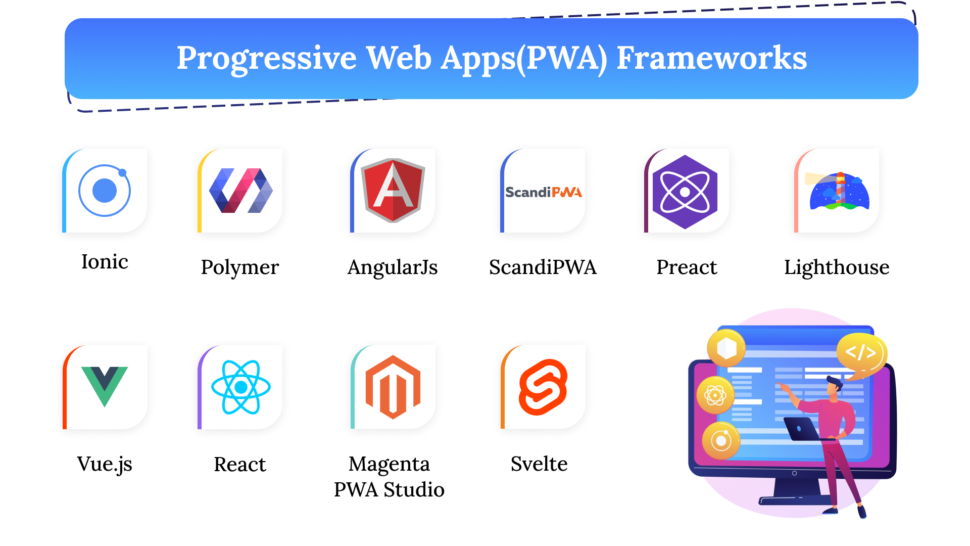 Progressive Web Apps(PWA) Frameworks
ScandiPWA
Ionic
Polymer
AngularJs
ScandiPWA
Preact
Lighthouse
</>
Vue.js
React
Magenta
PWA Studio
Svelte